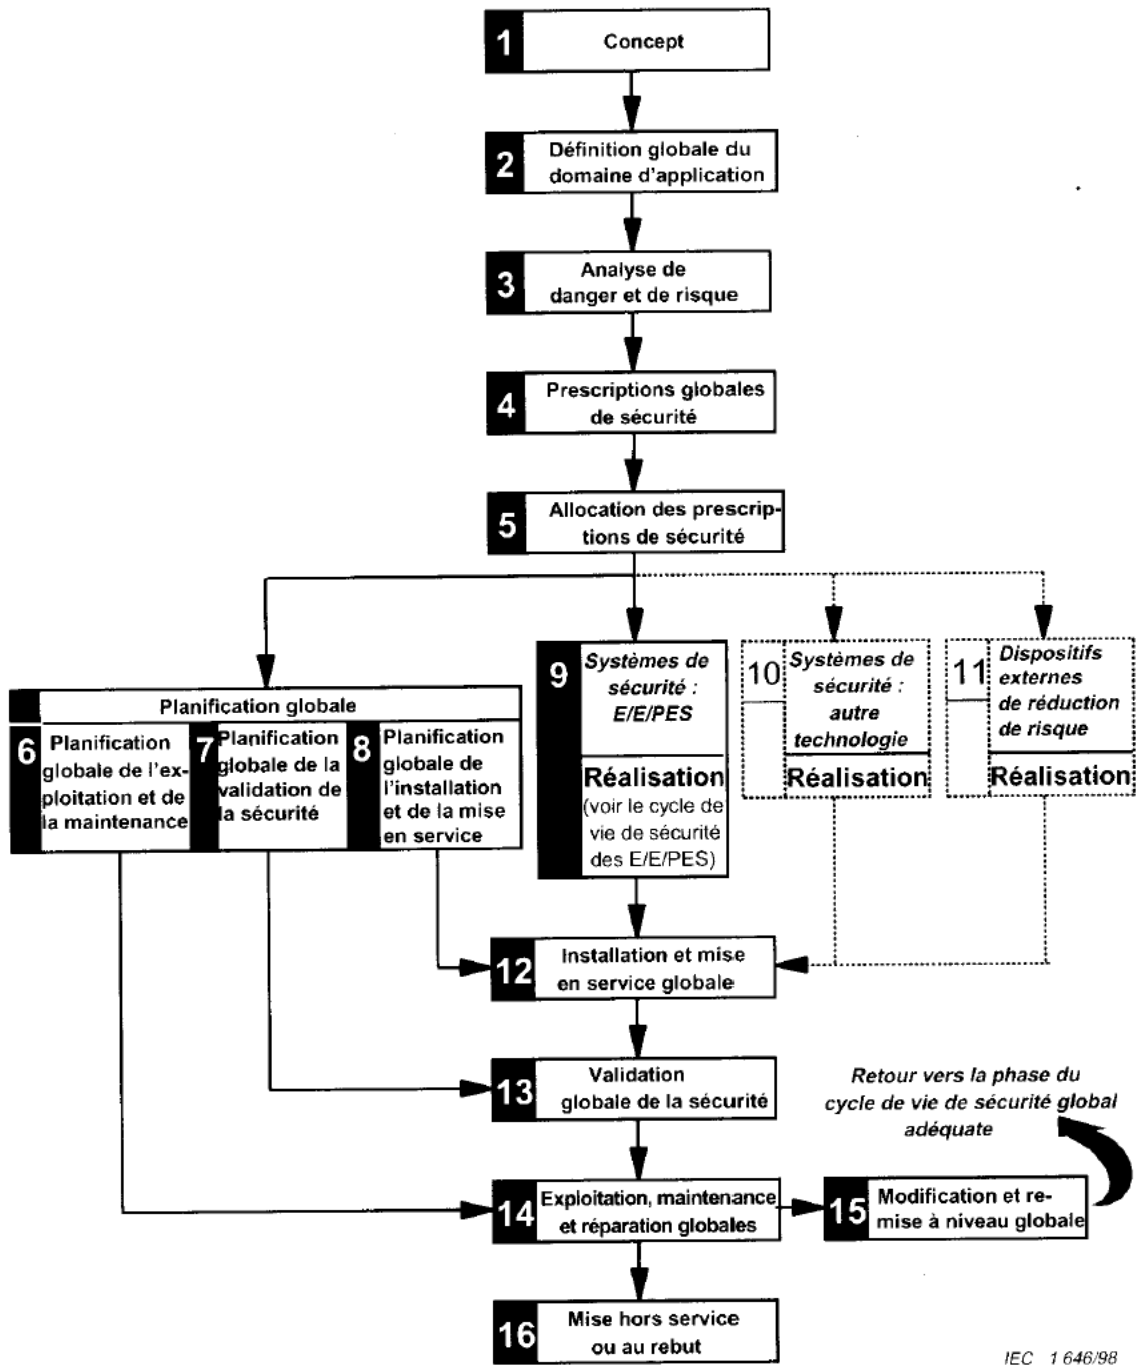 1
Concept
2
Définition globale du
domaine d'application
3
Analyse de
danger et de risque
4
Prescriptions globales
de sécurité
5
Allocation des prescrip-
tions de sécurité
Planification globale
6
Planification
globale de l'ex-
ploitation et de
la maintenance
7
Planification
globale de la
validation de
la sécurité
8
Planification
globale de
l'installation
et de la mise
en service
9
Systèmes de
sécurité :
E/E/PES
Réalisation
(voir le cycle de
vie de sécurité
des E/E/PES)
10
Systèmes de
sécurité :
autre
technologie
Réalisation
11
Dispositifs
externes
de réduction
de risque
Réalisation
12
Installation et mise
en service globale
13
Validation
globale de la sécurité
Retour vers la phase du
cycle de vie de sécurité global
adéquate
14
Exploitation, maintenance
et réparation globales
15
Modification et re-
mise à niveau globale
16
Mise hors service
ou au rebut
IEC 1 646/98